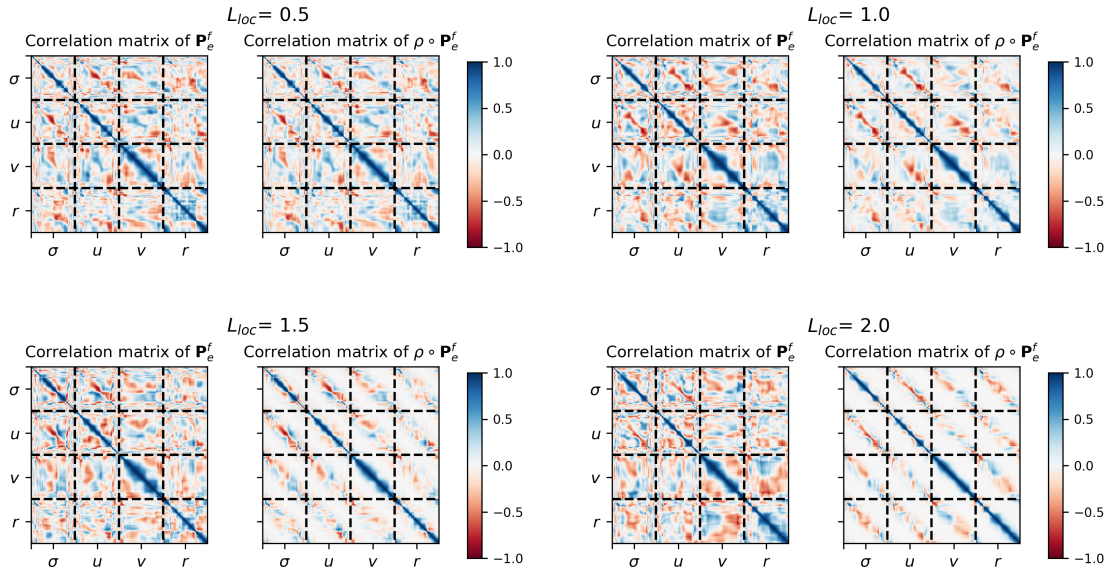 L_loc= 0.5
Correlation matrix of P_e^f
Correlation matrix of ρ ∘ P_e^f
σ
u
v
r
σ u v r
σ u v r
1.0
0.5
0.0
−0.5
−1.0
L_loc= 1.0
Correlation matrix of P_e^f
Correlation matrix of ρ ∘ P_e^f
σ
u
v
r
σ u v r
σ u v r
1.0
0.5
0.0
−0.5
−1.0
L_loc= 1.5
Correlation matrix of P_e^f
Correlation matrix of ρ ∘ P_e^f
σ
u
v
r
σ u v r
σ u v r
1.0
0.5
0.0
−0.5
−1.0
L_loc= 2.0
Correlation matrix of P_e^f
Correlation matrix of ρ ∘ P_e^f
σ
u
v
r
σ u v r
σ u v r
1.0
0.5
0.0
−0.5
−1.0